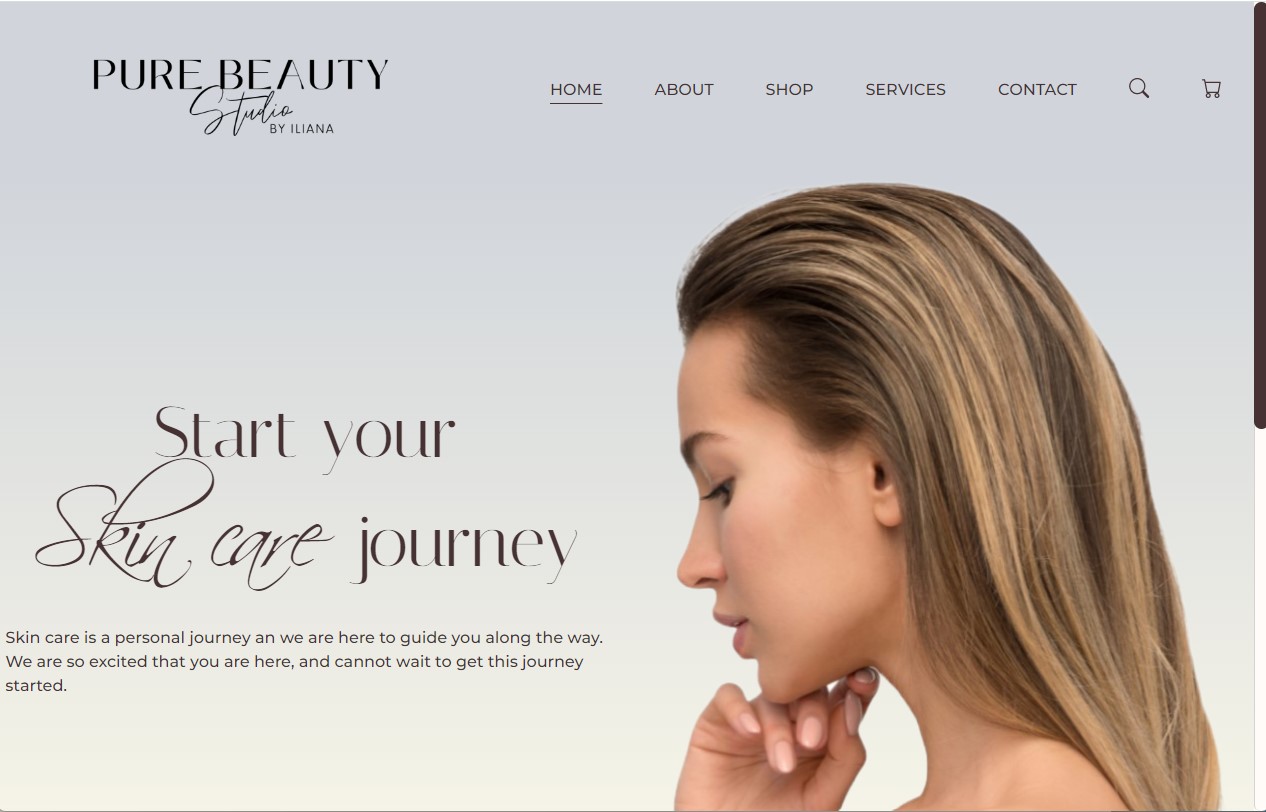 PURE BEAUTY
Studio
BY ILIANA
HOME ABOUT SHOP SERVICES CONTACT
Start your
Skin care journey
Skin care is a personal journey an we are here to guide you along the way.
We are so excited that you are here, and cannot wait to get this journey
started.